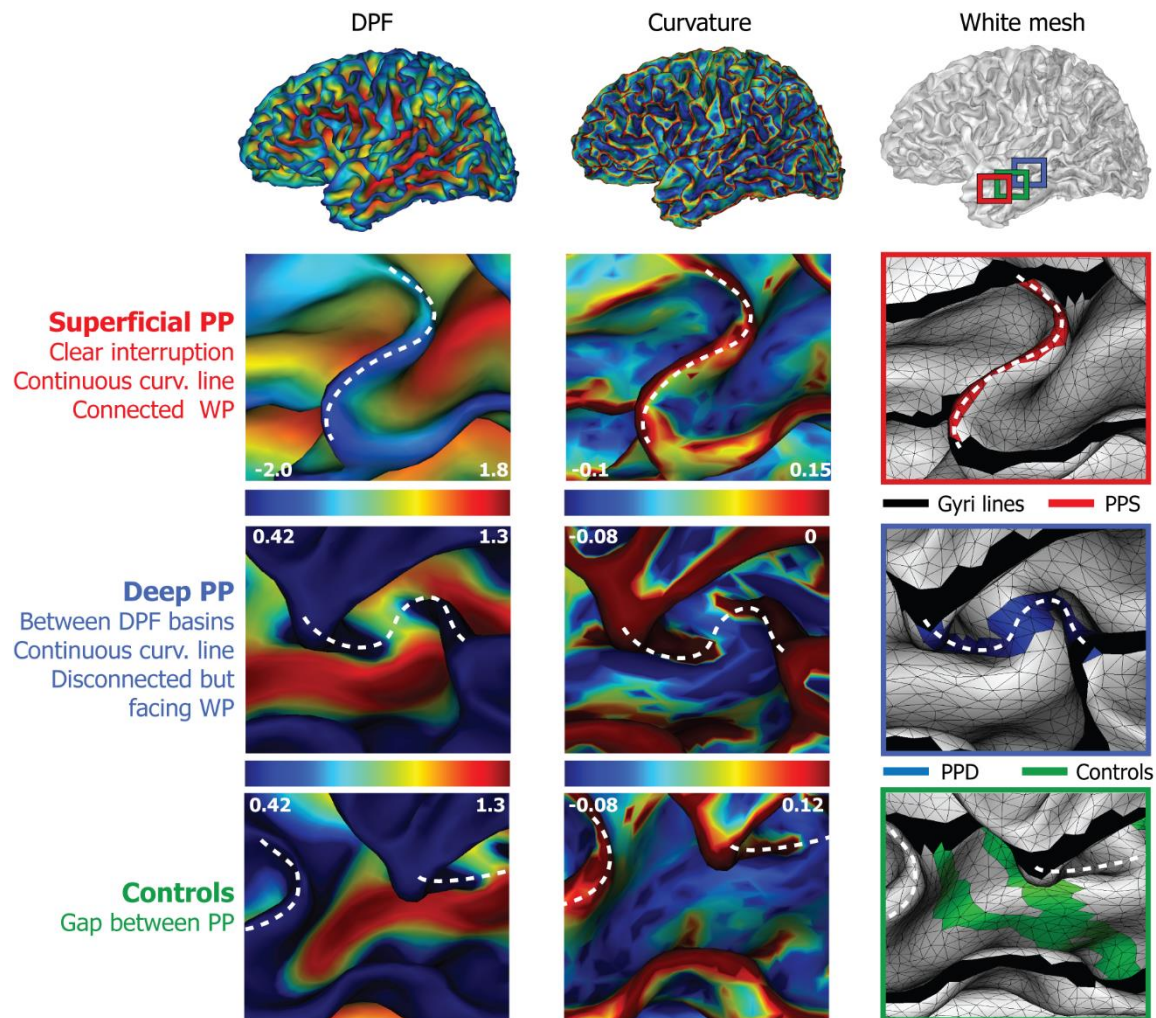 DPF
Curvature
White mesh
Superficial PP
Clear interruption
Continuous curv. line
Connected WP
-2.0
1.8
-0.1
0.15
Gyri lines
PPS
Deep PP
Between DPF basins
Continuous curv. line
Disconnected but
facing WP
0.42
1.3
-0.08
0
PPD
Controls
Controls
Gap between PP
0.42
1.3
-0.08
0.12